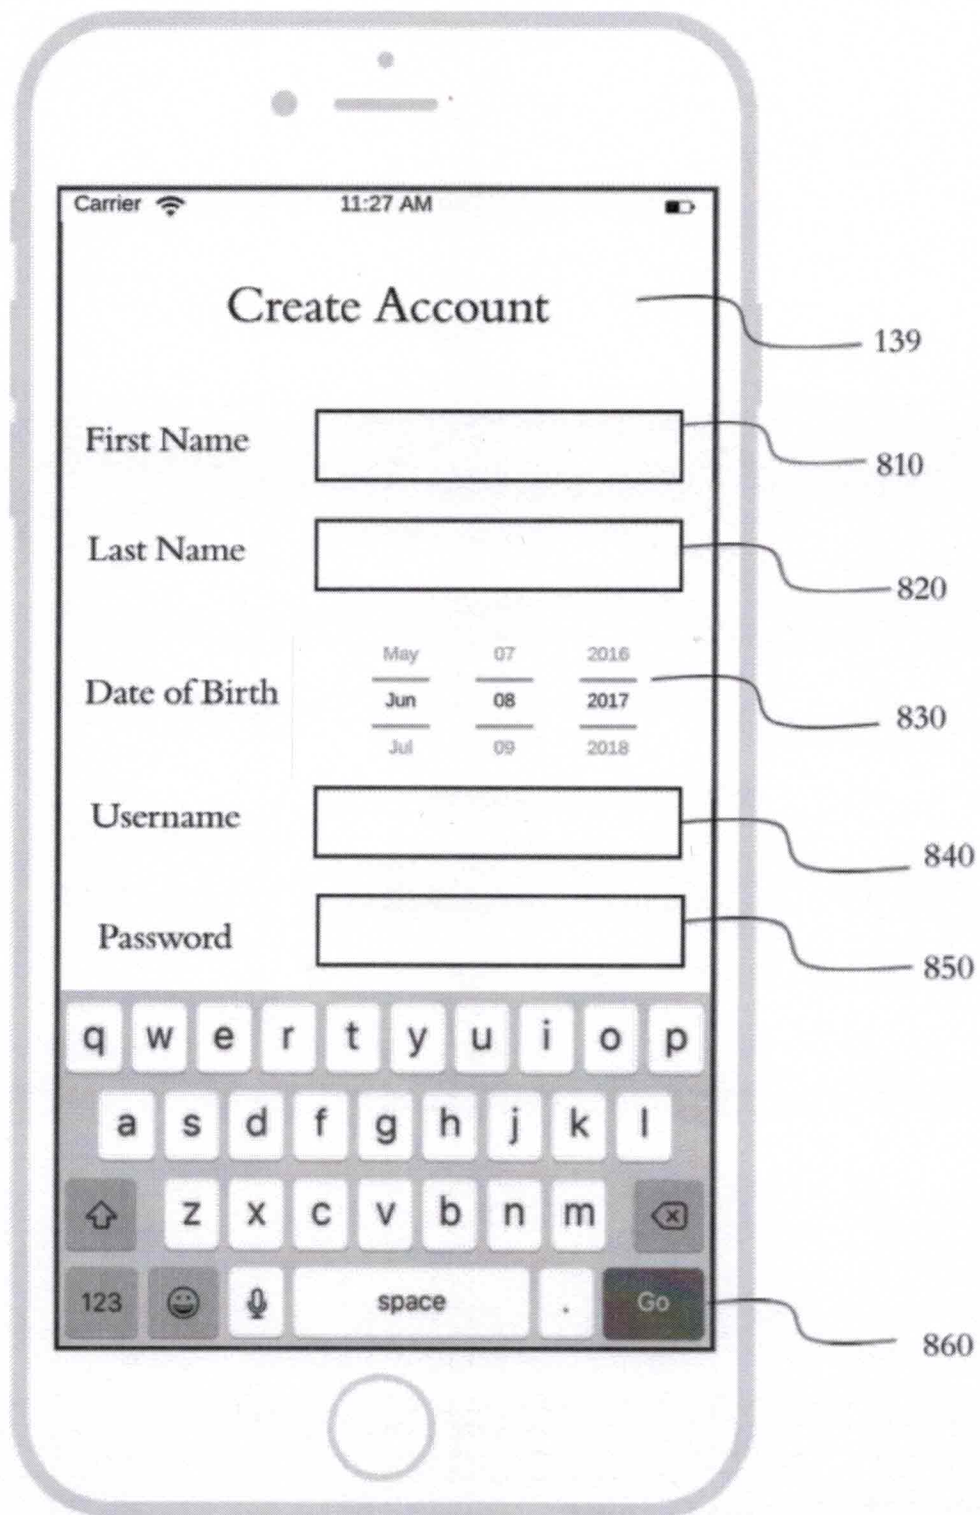 Carrier 11:27 AM
Create Account
139
First Name
810
Last Name
820
May 07 2016
Date of Birth
Jun 08 2017
830
Jul 09 2018
Username
840
Password
850
q w e r t y u i o p
a s d f g h j k l
z x c v b n m
123 space . Go
860